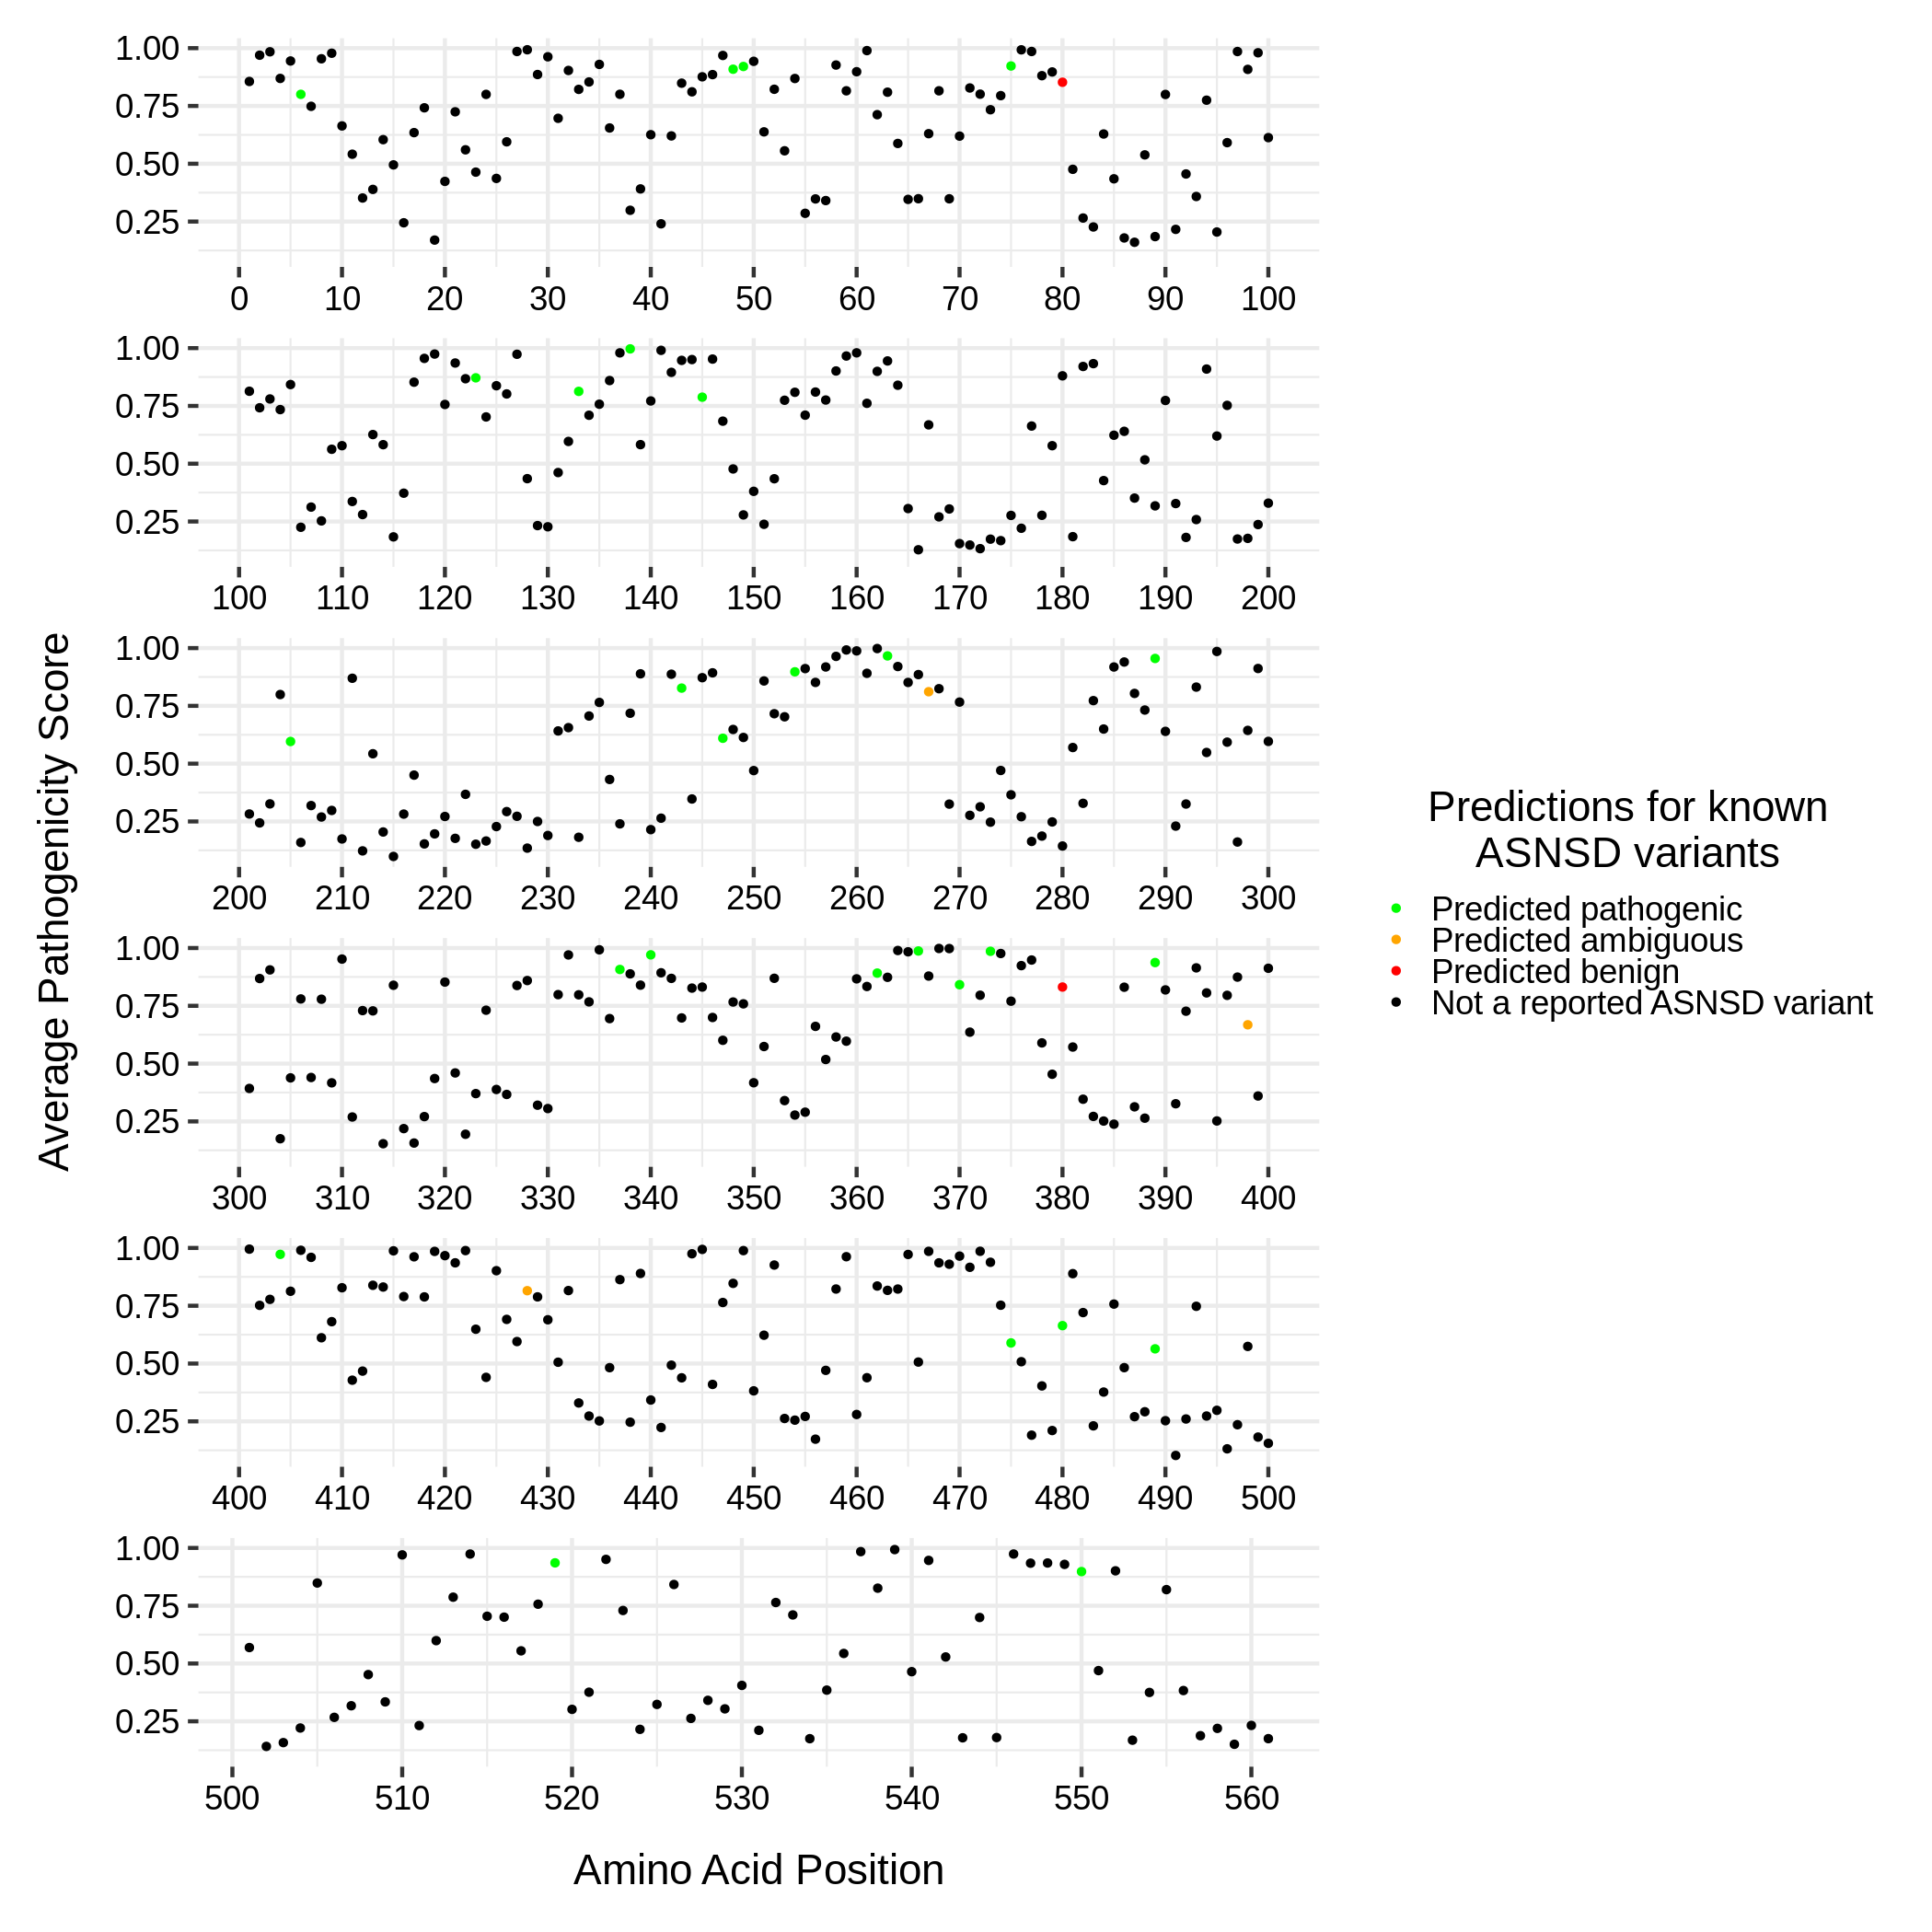 1.00
0.75
0.50
0.25
0 10 20 30 40 50 60 70 80 90 100
1.00
0.75
0.50
0.25
100 110 120 130 140 150 160 170 180 190 200
1.00
0.75
0.50
0.25
200 210 220 230 240 250 260 270 280 290 300
1.00
0.75
0.50
0.25
300 310 320 330 340 350 360 370 380 390 400
1.00
0.75
0.50
0.25
400 410 420 430 440 450 460 470 480 490 500
1.00
0.75
0.50
0.25
500 510 520 530 540 550 560
Average Pathogenicity Score
Amino Acid Position
Predictions for known
ASNSD variants
Predicted pathogenic
Predicted ambiguous
Predicted benign
Not a reported ASNSD variant